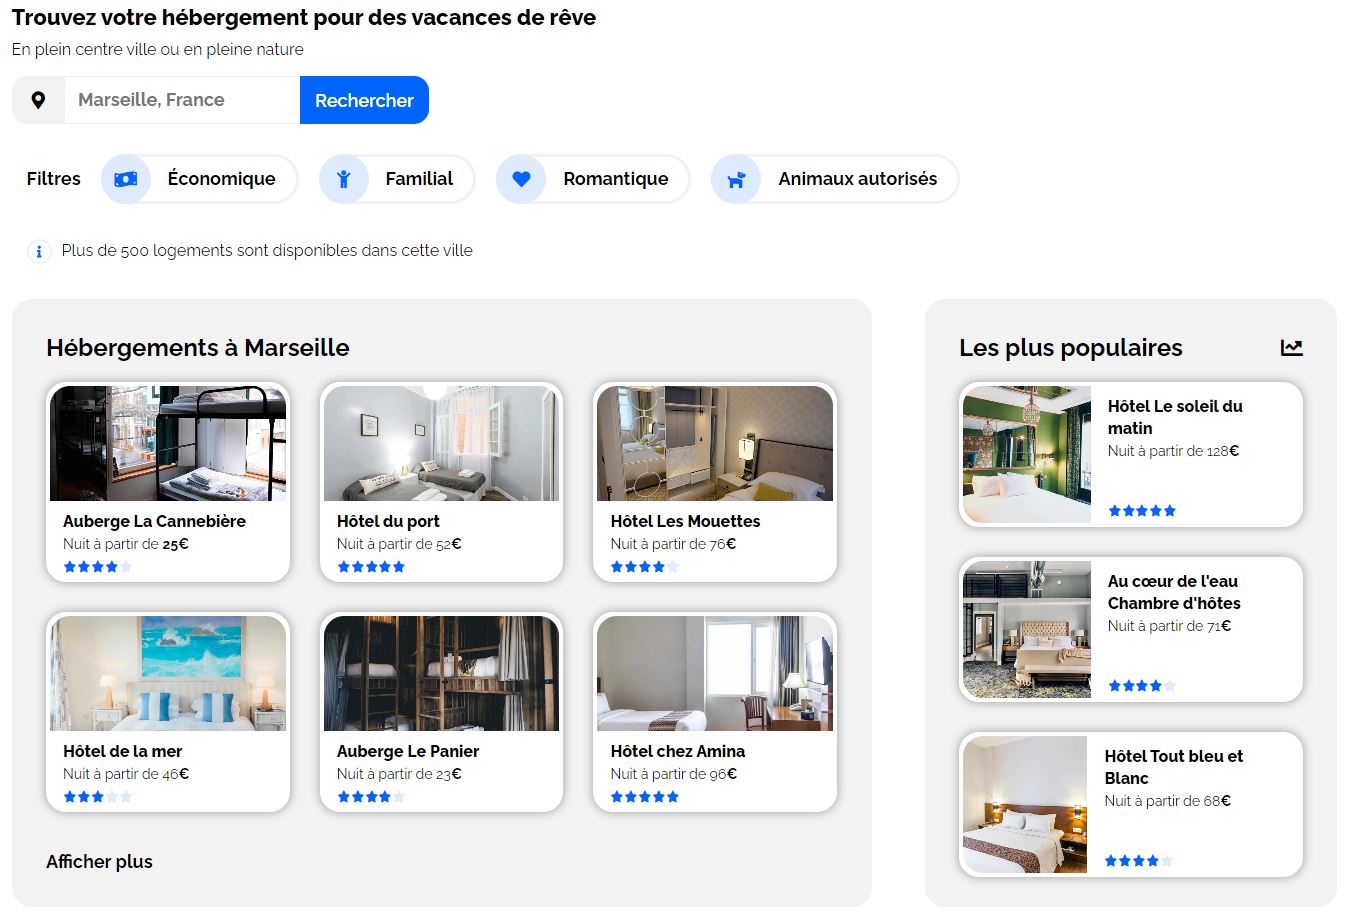 Trouvez votre hébergement pour des vacances de rêve
En plein centre ville ou en pleine nature
Marseille, France
Rechercher
Filtres
Économique
Familial
Romantique
Animaux autorisés
Plus de 500 logements sont disponibles dans cette ville
Hébergements à Marseille
Auberge La Cannebière
Nuit à partir de 25€
Hôtel du port
Nuit à partir de 52€
Hôtel Les Mouettes
Nuit à partir de 76€
Hôtel de la mer
Nuit à partir de 46€
Auberge Le Panier
Nuit à partir de 23€
Hôtel chez Amina
Nuit à partir de 96€
Afficher plus
Les plus populaires
Hôtel Le soleil du
matin
Nuit à partir de 128€
Au cœur de l'eau
Chambre d'hôtes
Nuit à partir de 71€
Hôtel Tout bleu et
Blanc
Nuit à partir de 68€